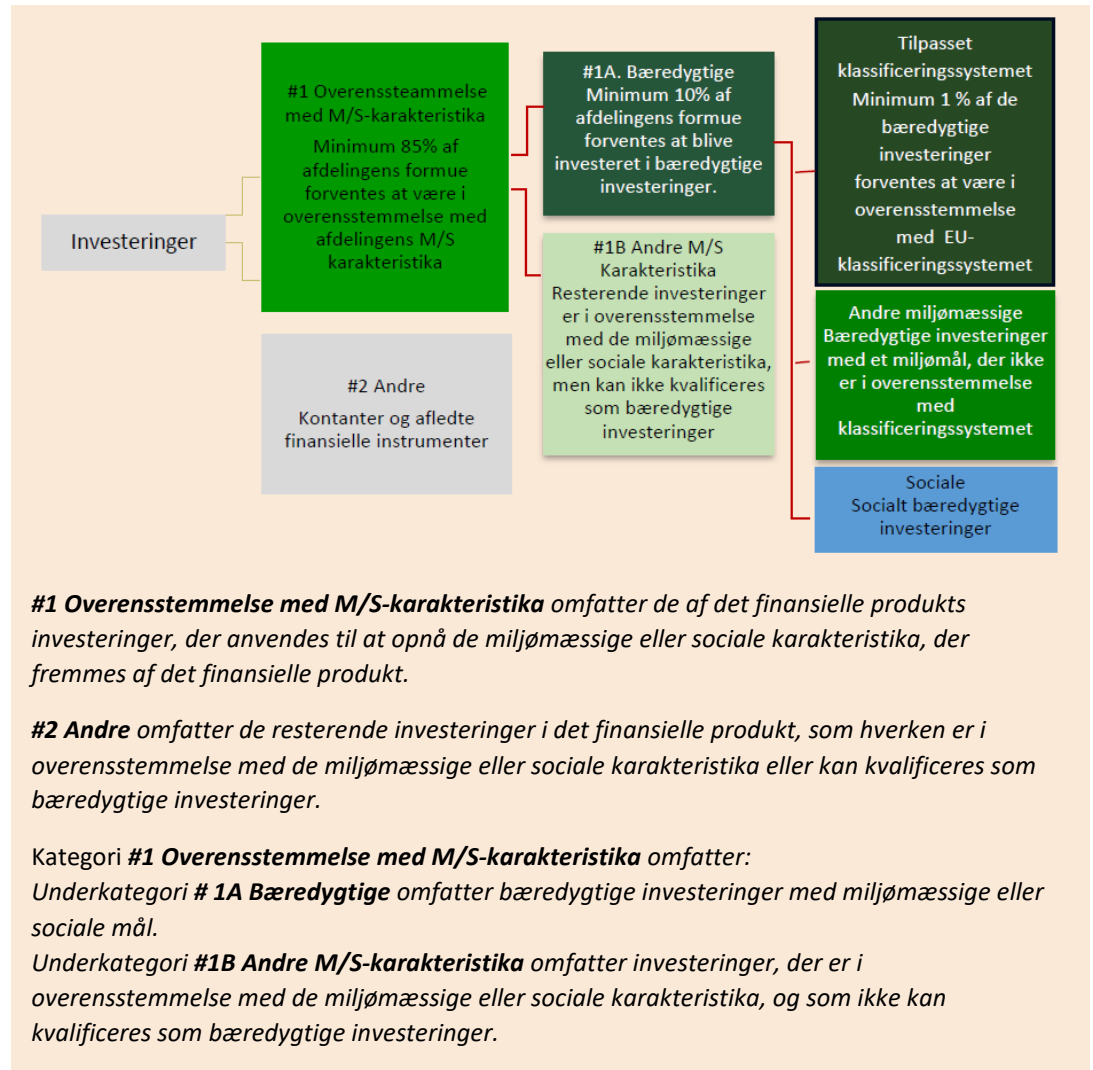 Investeringer
#1 Overenssteammelse
med M/S-karakteristika
Minimum 85% af
afdelingens formue
forventes at være i
overensstemmelse med
afdelingens M/S
karakteristika
#2 Andre
Kontanter og afledte
finansielle instrumenter
#1A. Bæredygtige
Minimum 10% af
afdelingens formue
forventes at blive
investeret i bæredygtige
investeringer.
#1B Andre M/S
Karakteristika
Resterende investeringer
er i overensstemmelse
med de miljømæssige
eller sociale karakteristika,
men kan ikke kvalificeres
som bæredygtige
investeringer
Tilpasset
klassificeringssystemet
Minimum 1 % af de
bæredygtige
investeringer
forventes at være i
overensstemmelse
med EU-
klassificeringssystemet
Andre miljømæssige
Bæredygtige investeringer
med et miljømål, der ikke
er i overensstemmelse
med
klassificeringssystemet
Sociale
Socialt bæredygtige
investeringer
#1 Overensstemmelse med M/S-karakteristika omfatter de af det finansielle produkts
investeringer, der anvendes til at opnå de miljømæssige eller sociale karakteristika, der
fremmes af det finansielle produkt.
#2 Andre omfatter de resterende investeringer i det finansielle produkt, som hverken er i
overensstemmelse med de miljømæssige eller sociale karakteristika eller kan kvalificeres som
bæredygtige investeringer.
Kategori #1 Overensstemmelse med M/S-karakteristika omfatter:
Underkategori # 1A Bæredygtige omfatter bæredygtige investeringer med miljømæssige eller
sociale mål.
Underkategori #1B Andre M/S-karakteristika omfatter investeringer, der er i
overensstemmelse med de miljømæssige eller sociale karakteristika, og som ikke kan
kvalificeres som bæredygtige investeringer.